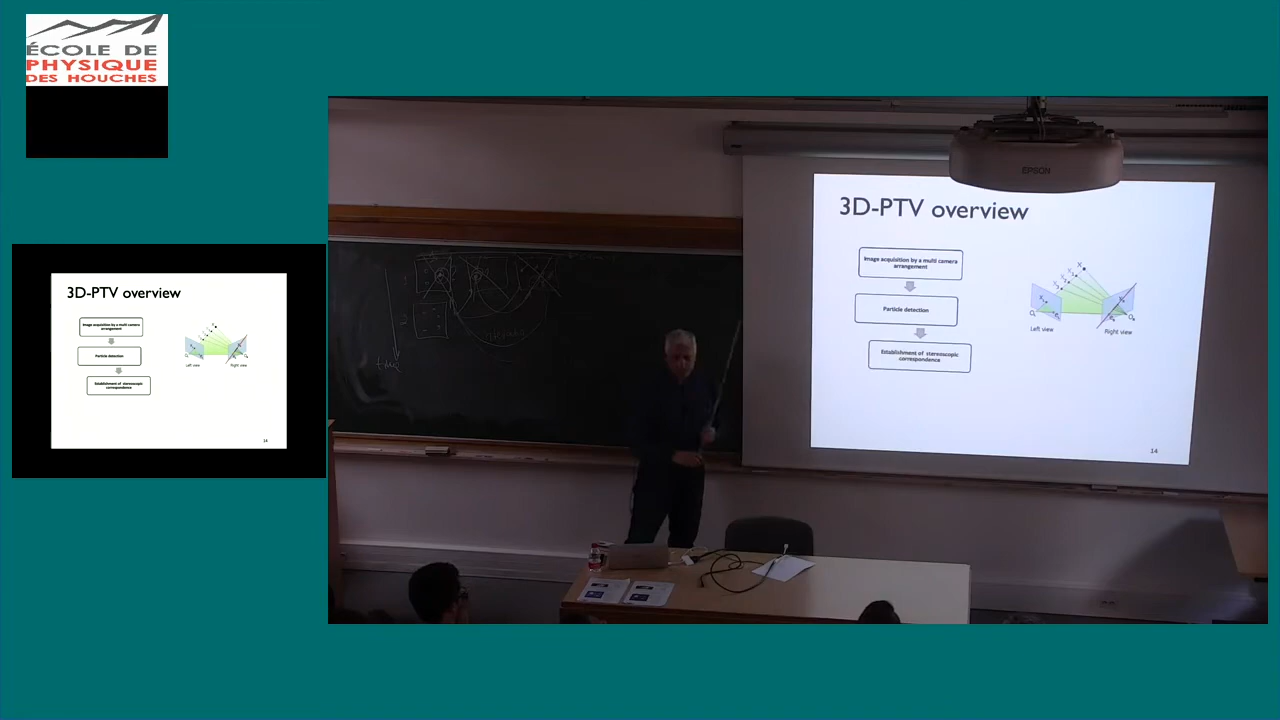 ÉCOLE DE
PHYSIQUE
DES HOUCHES
3D-PTV overview
Image acquisition by a multi camera
arrangement
Particle detection
Establishment of stereoscopic
correspondence
Left view
Right view
14
EPSON
3D-PTV overview
Image acquisition by a multi camera
arrangement
Particle detection
Establishment of stereoscopic
correspondence
Left view
Right view
14
time